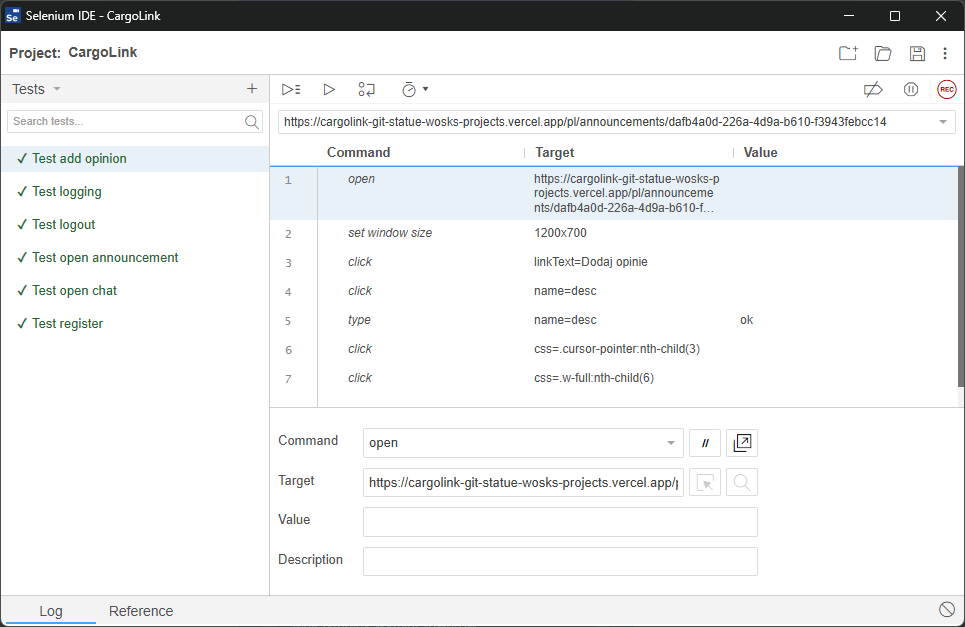 Se Selenium IDE - CargoLink
Project: CargoLink
Tests
Search tests...
✓ Test add opinion
✓ Test logging
✓ Test logout
✓ Test open announcement
✓ Test open chat
✓ Test register
REC
https://cargolink-git-statue-wosks-projects.vercel.app/pl/announcements/dafb4a0d-226a-4d9a-b610-f3943febcc14
Command Target Value
1 open https://cargolink-git-statue-wosks-p
rojects.vercel.app/pl/announceme
nts/dafb4a0d-226a-4d9a-b610-f...
2 set window size 1200x700
3 click linkText=Dodaj opinie
4 click name=desc
5 type name=desc ok
6 click css=.cursor-pointer:nth-child(3)
7 click css=.w-full:nth-child(6)
Command open //
Target https://cargolink-git-statue-wosks-projects.vercel.app/p
Value
Description
Log Reference